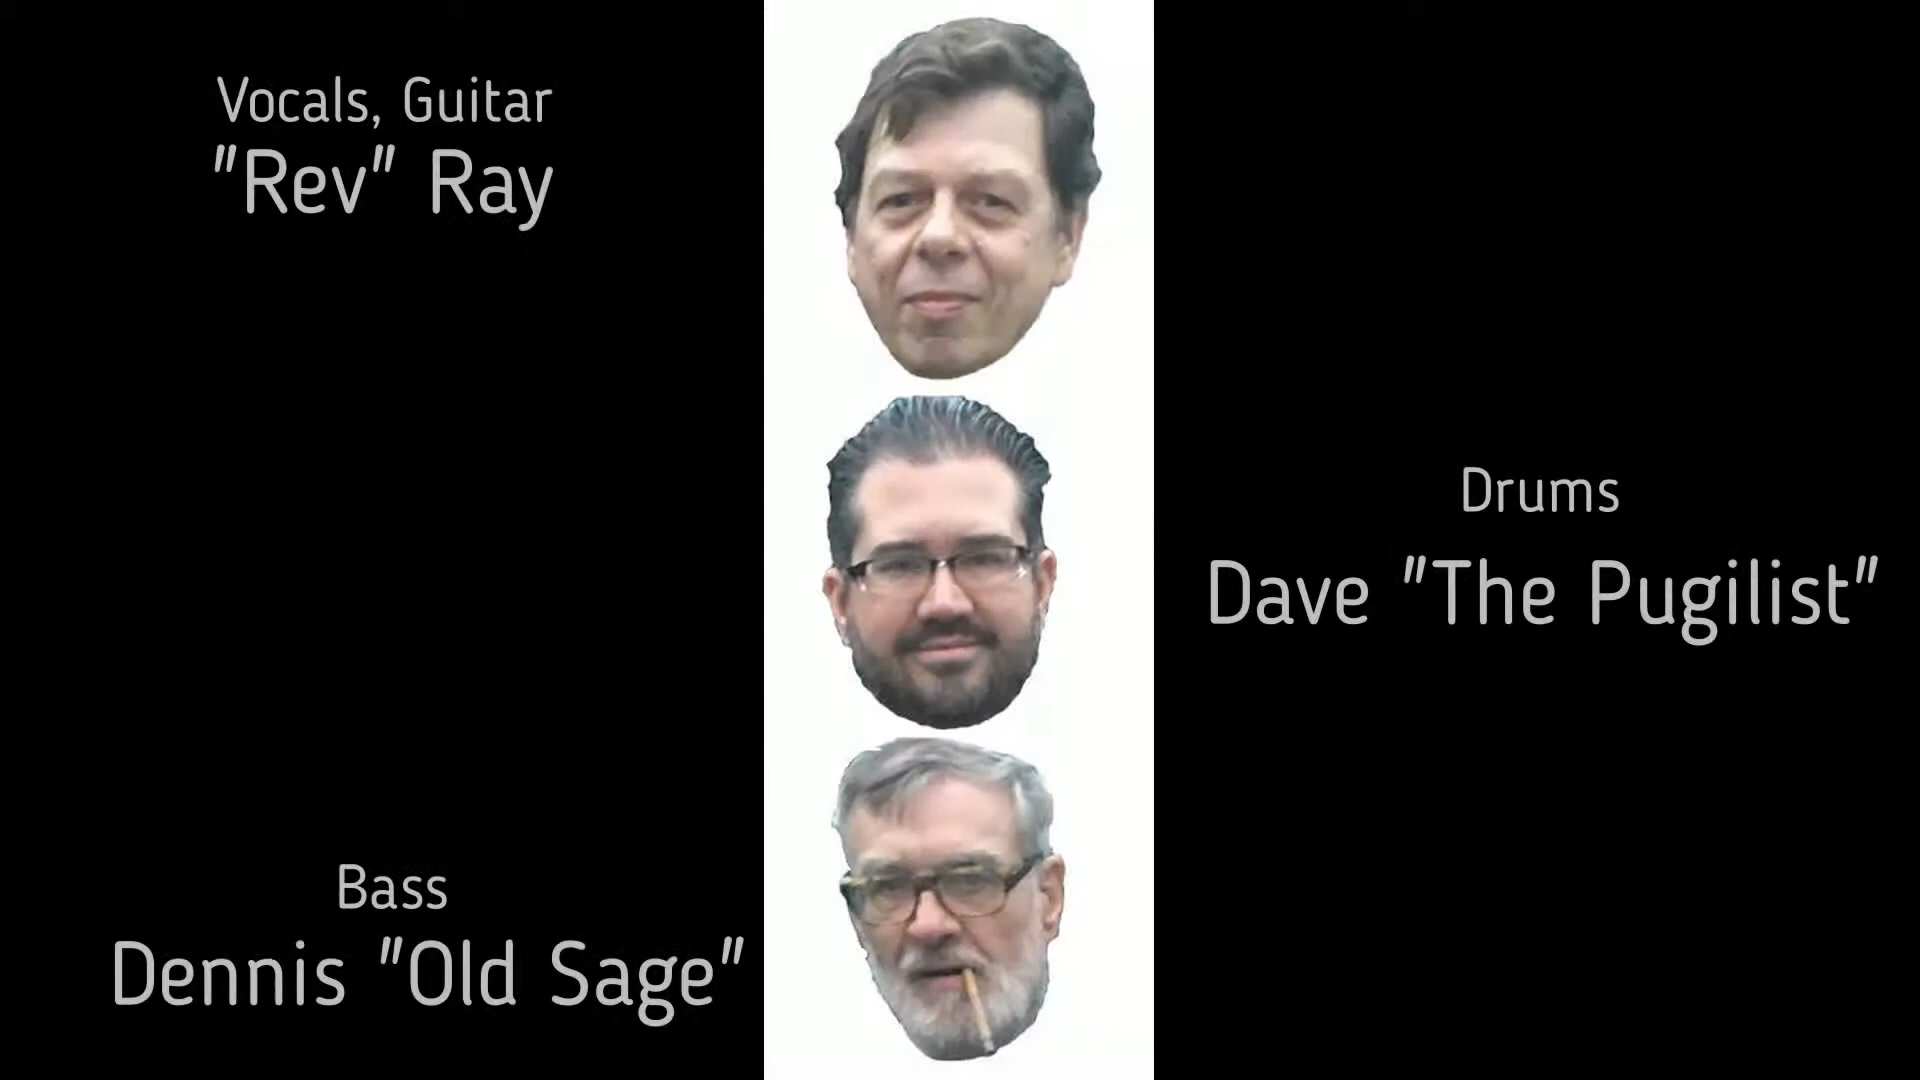 Vocals, Guitar
"Rev" Ray
Drums
Dave "The Pugilist"
Bass
Dennis "Old Sage"